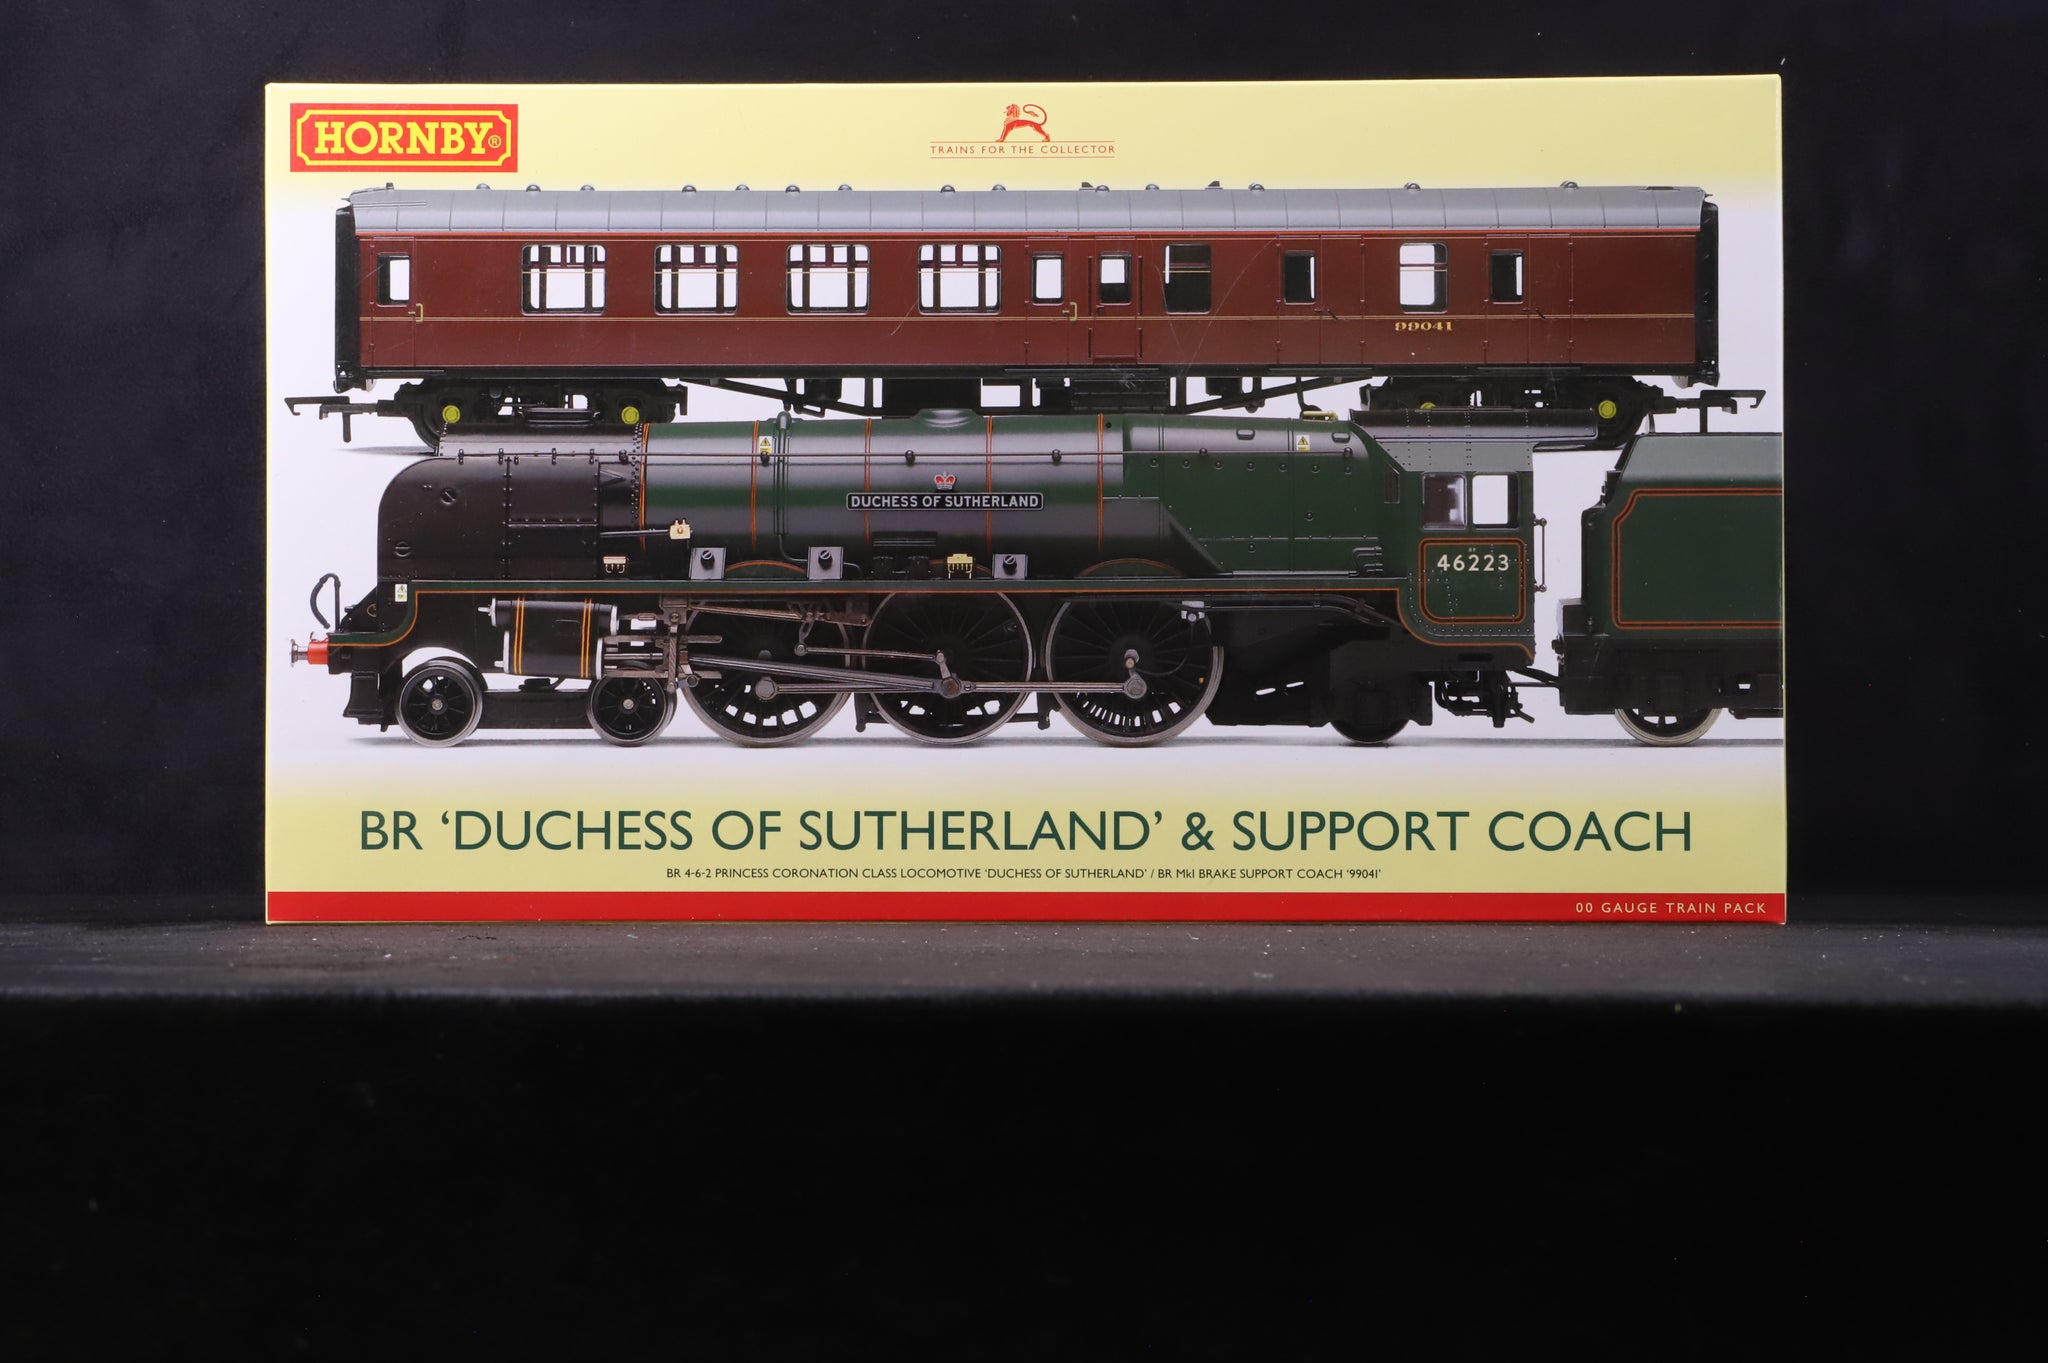 HORNBY®
TRAINS FOR THE COLLECTOR
99041
DUCHESS OF SUTHERLAND
46223
BR ‘DUCHESS OF SUTHERLAND’ & SUPPORT COACH
BR 4-6-2 PRINCESS CORONATION CLASS LOCOMOTIVE ‘DUCHESS OF SUTHERLAND’ / BR Mk1 BRAKE SUPPORT COACH ‘99041’
00 GAUGE TRAIN PACK